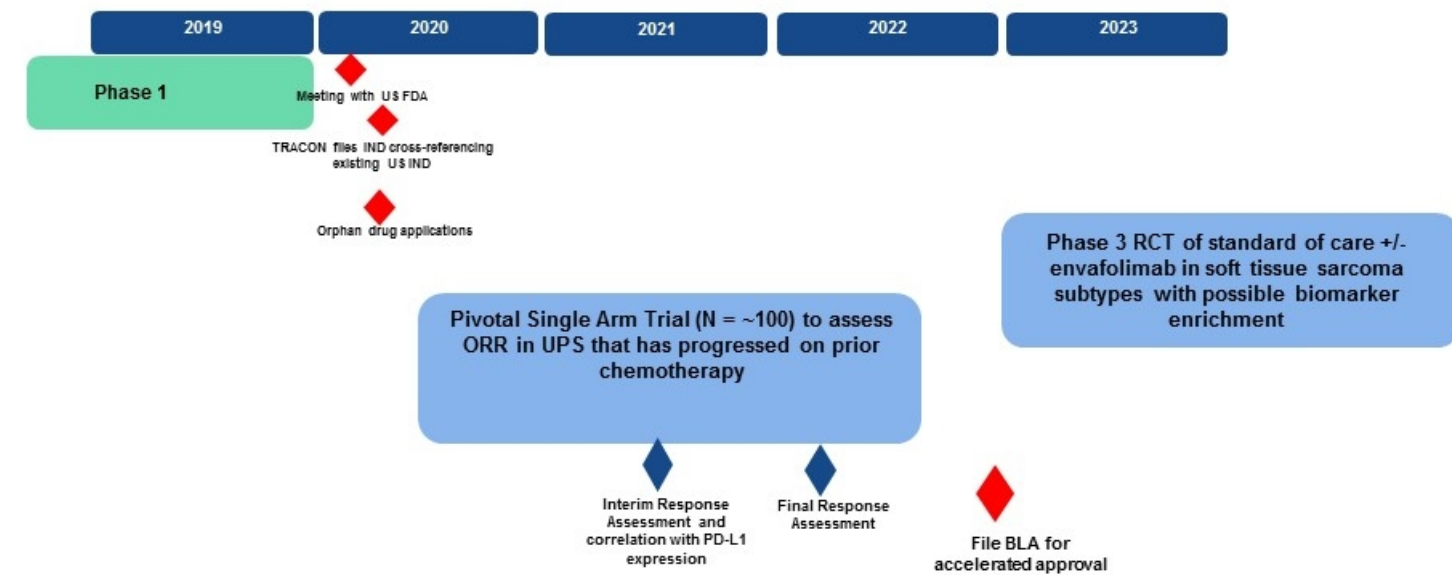 2019
2020
2021
2022
2023
Phase 1
Meeting with US FDA
TRACON files IND cross-referencing
existing US IND
Orphan drug applications
Phase 3 RCT of standard of care +/-
envafolimab in soft tissue sarcoma
subtypes with possible biomarker
enrichment
Pivotal Single Arm Trial (N = ~100) to assess
ORR in UPS that has progressed on prior
chemotherapy
Interim Response
Assessment and
correlation with PD-L1
expression
Final Response
Assessment
File BLA for
accelerated approval